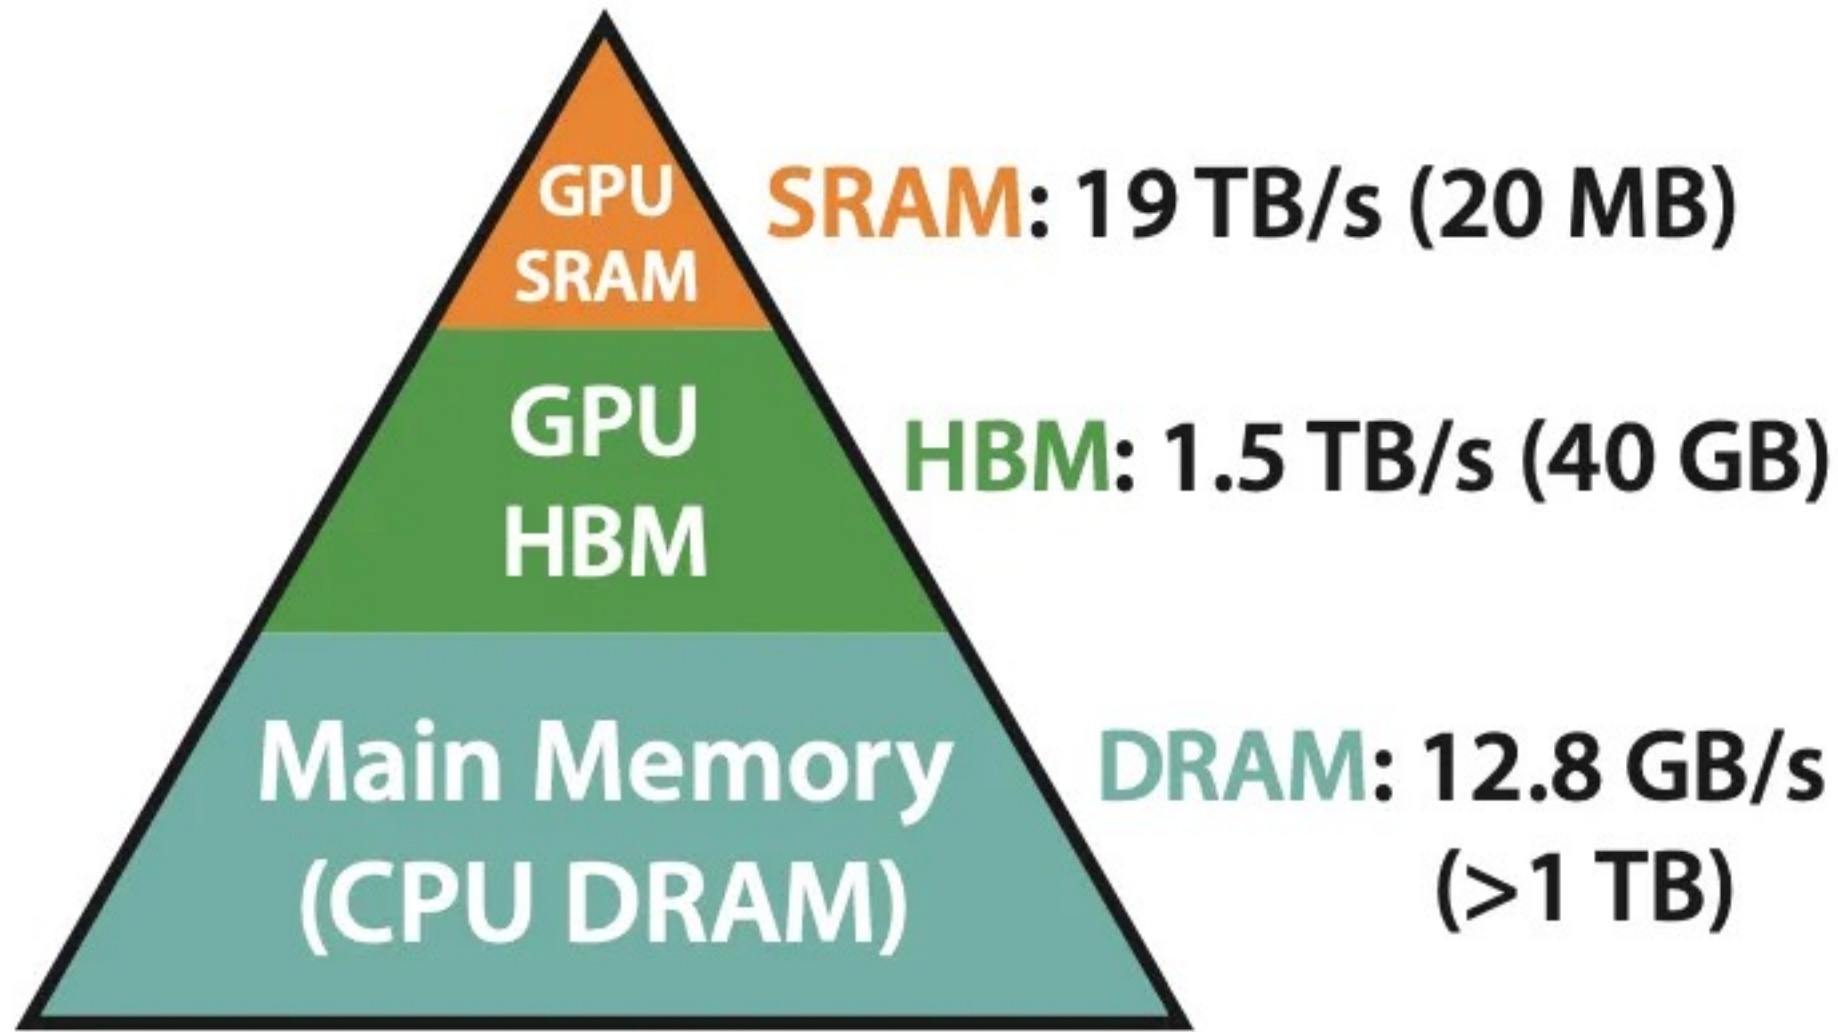 GPU
SRAM
SRAM: 19 TB/s (20 MB)
GPU
HBM
HBM: 1.5 TB/s (40 GB)
Main Memory
(CPU DRAM)
DRAM: 12.8 GB/s
(>1 TB)